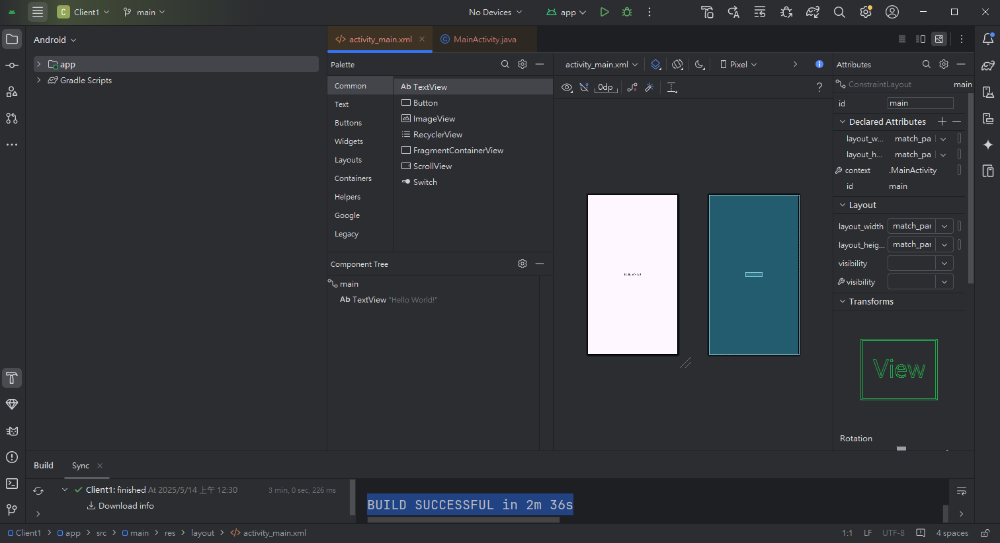 C Client1 main No Devices app
Android
app
Gradle Scripts
activity_main.xml
MainActivity.java
Palette
Common
Text
Buttons
Widgets
Layouts
Containers
Helpers
Google
Legacy
Ab TextView
Button
ImageView
RecyclerView
FragmentContainerView
ScrollView
Switch
Component Tree
main
Ab TextView "Hello World!"
activity_main.xml Pixel
0dp ?
Attributes
ConstraintLayout main
id main
Declared Attributes
layout_w... match_pa
layout_h... match_pa
context .MainActivity
id main
Layout
layout_width match_par
layout_heig... match_par
visibility
visibility
Transforms
View
Rotation
Build Sync
Client1: finished At 2025/5/14 上午 12:30 3 min, 0 sec, 226 ms
Download info
BUILD SUCCESSFUL in 2m 36s
Client1 > app > src > main > res > layout > activity_main.xml
1:1 LF UTF-8 4 spaces